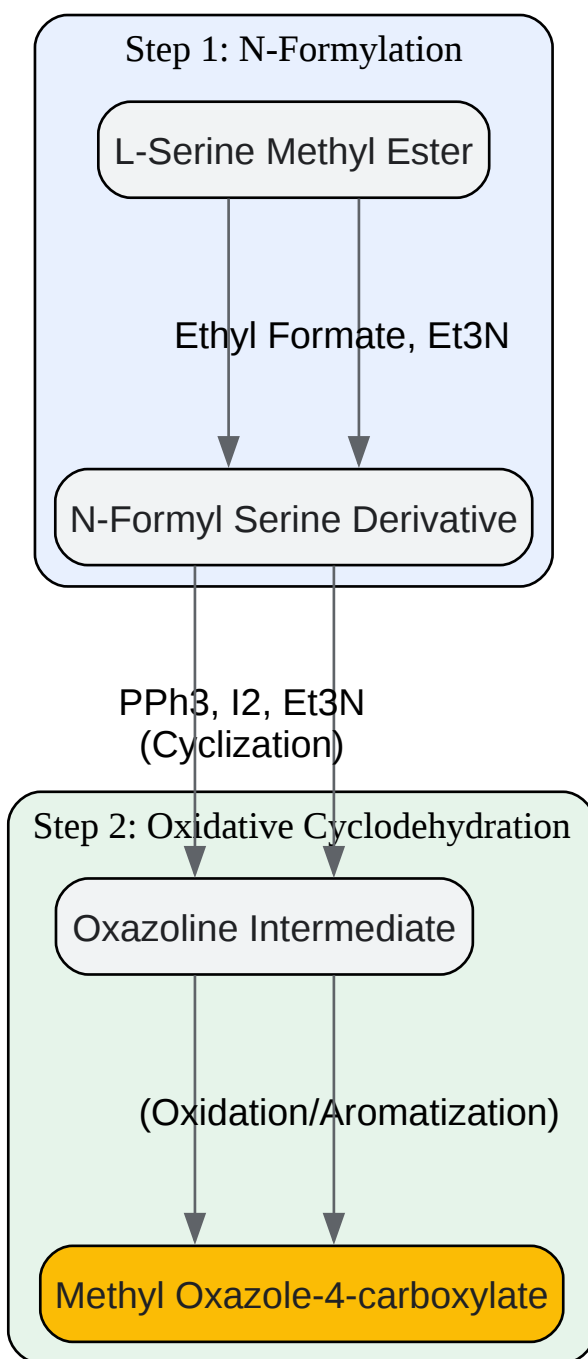 Step 1: N-Formylation
L-Serine Methyl Ester
Ethyl Formate, Et3N
N-Formyl Serine Derivative
PPh3, I2, Et3N
(Cyclization)
Step 2: Oxidative Cyclodehydration
Oxazoline Intermediate
(Oxidation/Aromatization)
Methyl Oxazole-4-carboxylate